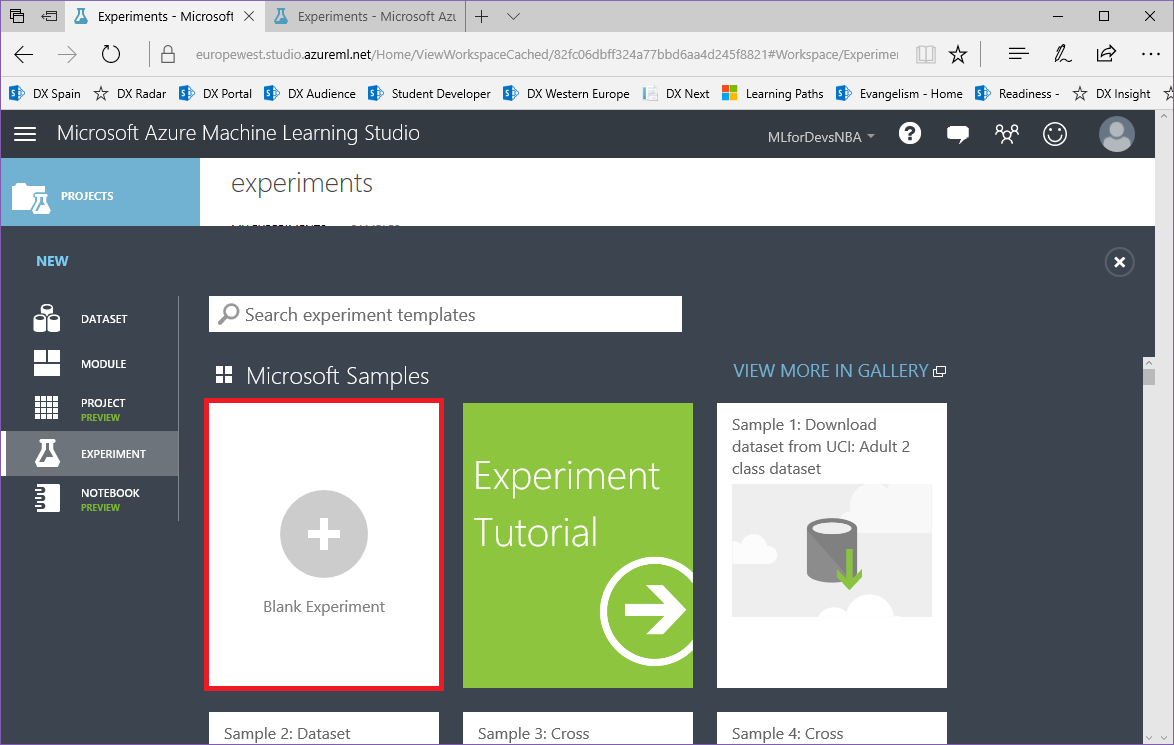 Experiments - Microsoft
Experiments - Microsoft Azu
europewest.studio.azureml.net/Home/ViewWorkspaceCached/82fc06dbff324a77bbd6aa4d245f8821#Workspace/Experimen
DX Spain
DX Radar
DX Portal
DX Audience
Student Developer
DX Western Europe
DX Next
Learning Paths
Evangelism - Home
Readiness -
DX Insight
Microsoft Azure Machine Learning Studio
MLforDevsNBA
PROJECTS
experiments
MY EXPERIMENTS
SAMPLES
NEW
DATASET
MODULE
PROJECT
PREVIEW
EXPERIMENT
NOTEBOOK
PREVIEW
Search experiment templates
Microsoft Samples
VIEW MORE IN GALLERY
Blank Experiment
Experiment
Tutorial
Sample 1: Download
dataset from UCI: Adult 2
class dataset
Sample 2: Dataset
Sample 3: Cross
Sample 4: Cross